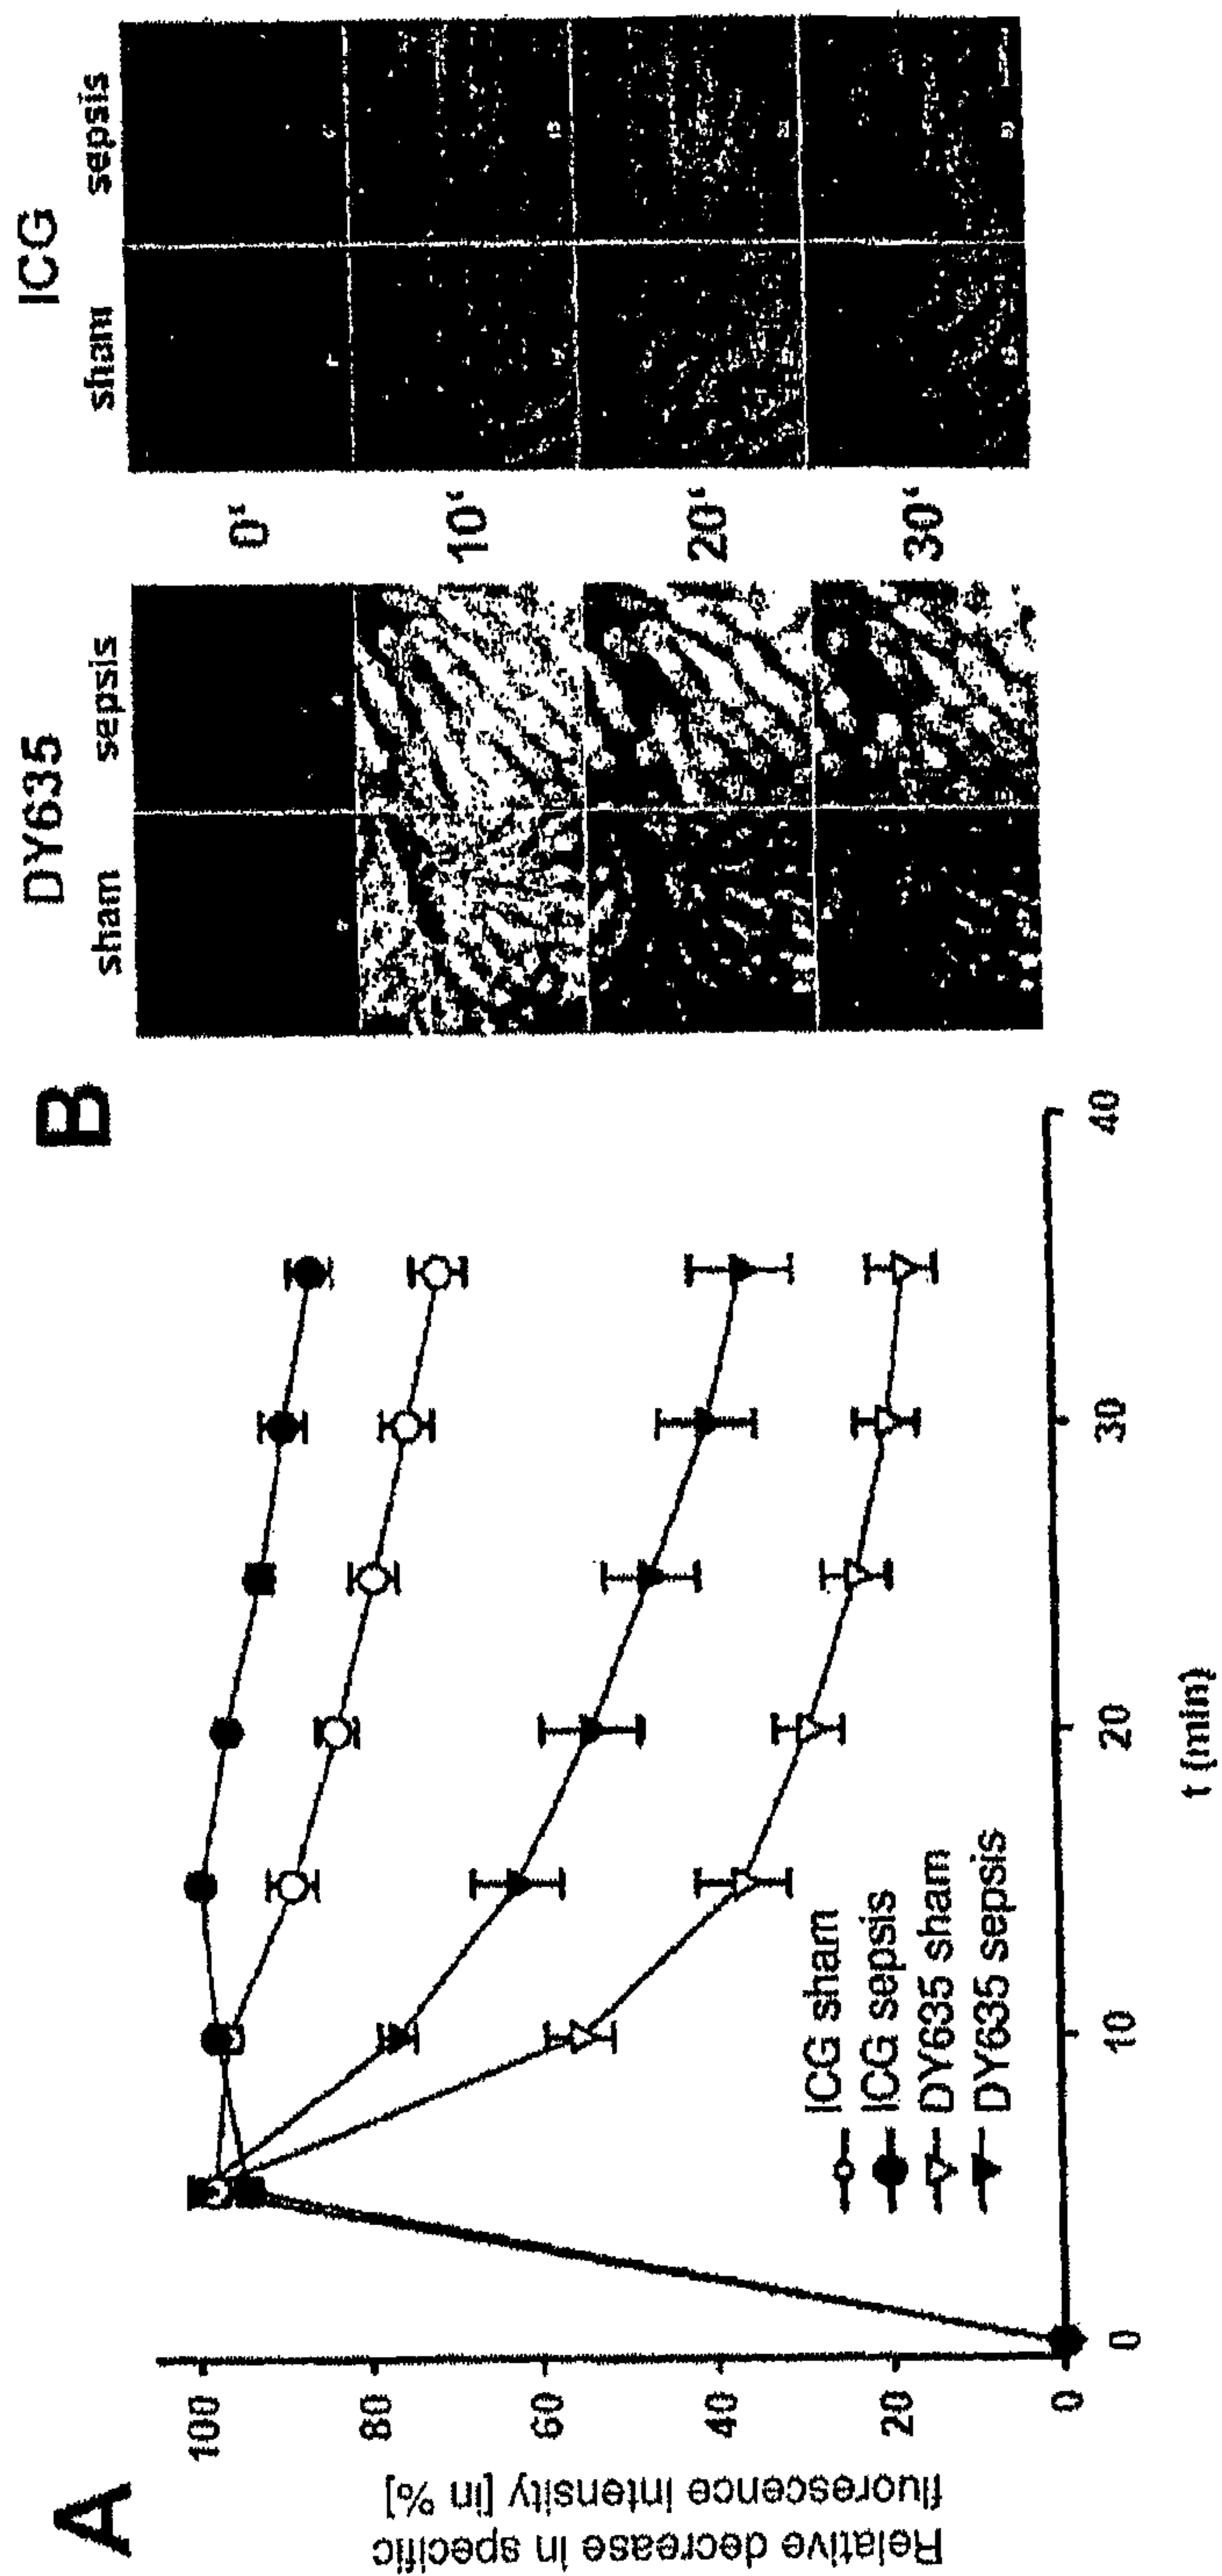 A
Relative decrease in specific
fluorescence intensity [in %]
100
80
60
40
20
0
0
10
20
30
40
t (min)
ICG sham
ICG sepsis
DY635 sham
DY635 sepsis
B
DY635
ICG
sham sepsis
sham sepsis
0‘
10‘
20‘
30‘